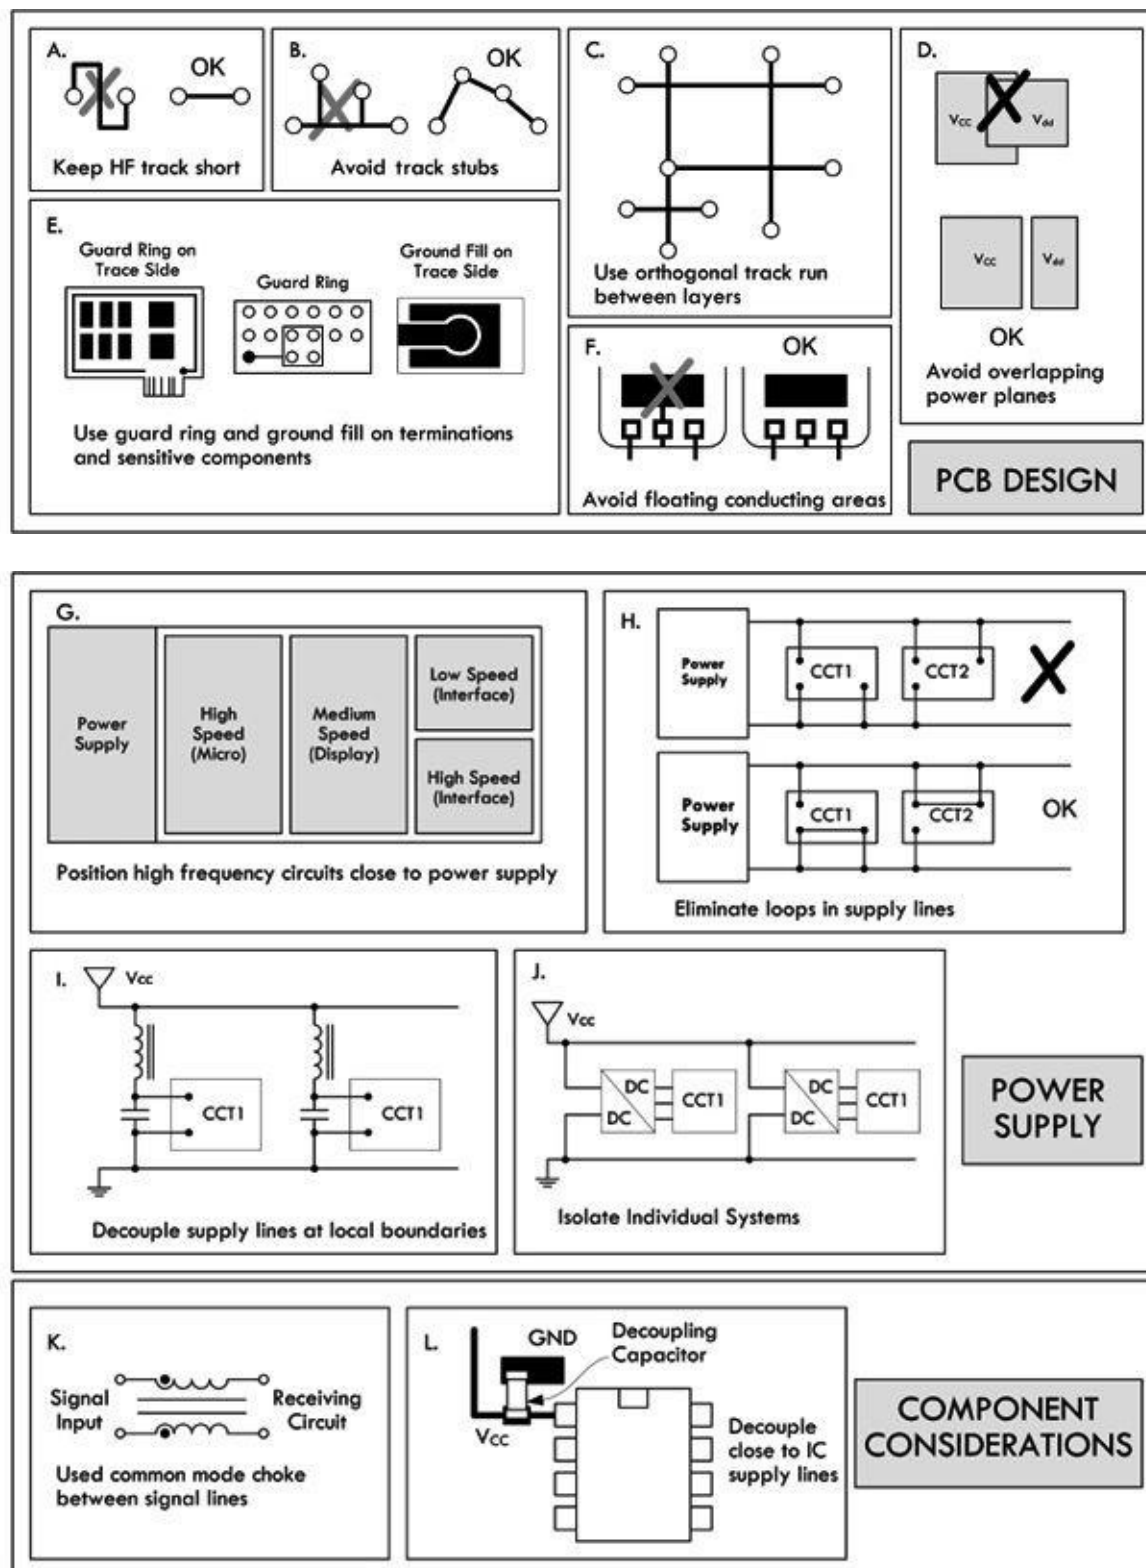 A.
OK
Keep HF track short
B.
OK
Avoid track stubs
C.
Use orthogonal track run
between layers
D.
Vcc
Vdd
Vcc
Vdd
OK
Avoid overlapping
power planes
E.
Guard Ring on
Trace Side
Guard Ring
Ground Fill on
Trace Side
Use guard ring and ground fill on terminations
and sensitive components
F.
OK
Avoid floating conducting areas
PCB DESIGN
G.
Power
Supply
High
Speed
(Micro)
Medium
Speed
(Display)
Low Speed
(Interface)
High Speed
(Interface)
Position high frequency circuits close to power supply
H.
Power
Supply
CCT1
CCT2
Power
Supply
CCT1
CCT2
OK
Eliminate loops in supply lines
I.
Vcc
CCT1
CCT1
Decouple supply lines at local boundaries
J.
Vcc
DC
DC
CCT1
DC
DC
CCT1
Isolate Individual Systems
POWER
SUPPLY
K.
Signal
Input
Receiving
Circuit
Used common mode choke
between signal lines
L.
GND
Decoupling
Capacitor
Vcc
Decouple
close to IC
supply lines
COMPONENT
CONSIDERATIONS